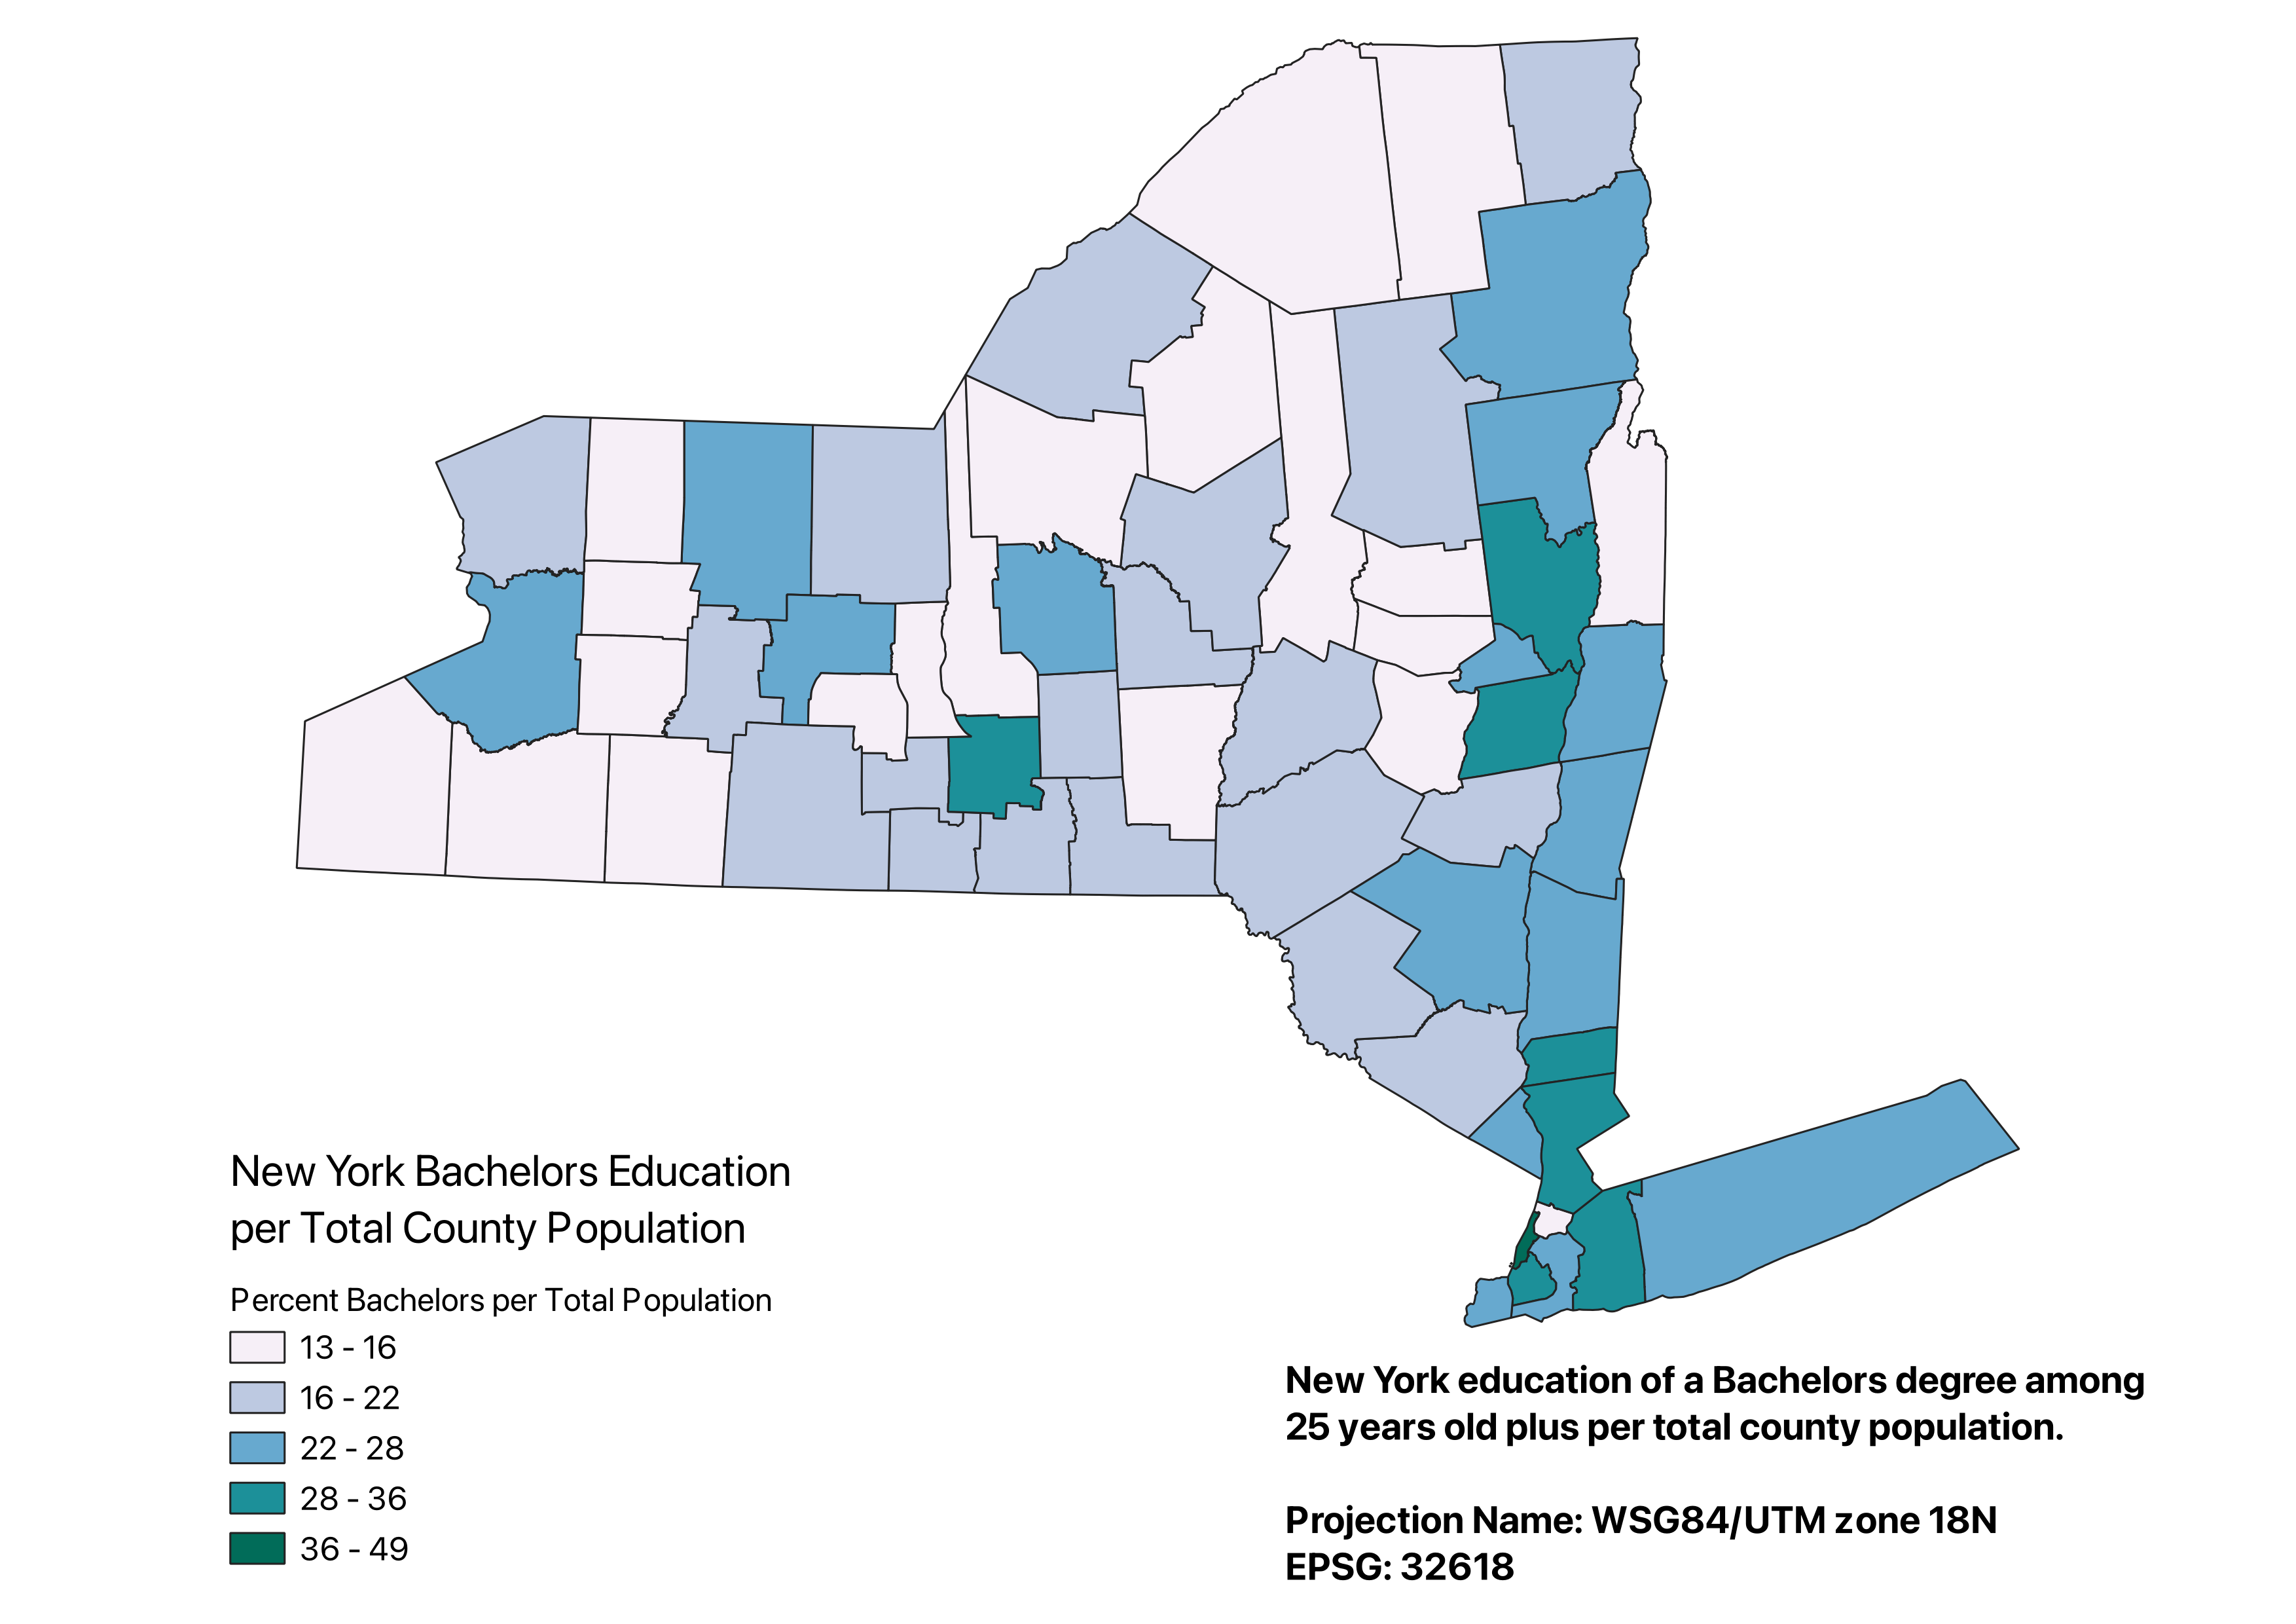 New York Bachelors Education
per Total County Population
Percent Bachelors per Total Population
13 - 16
16 - 22
22 - 28
28 - 36
36 - 49
New York education of a Bachelors degree among
25 years old plus per total county population.
Projection Name: WSG84/UTM zone 18N
EPSG: 32618